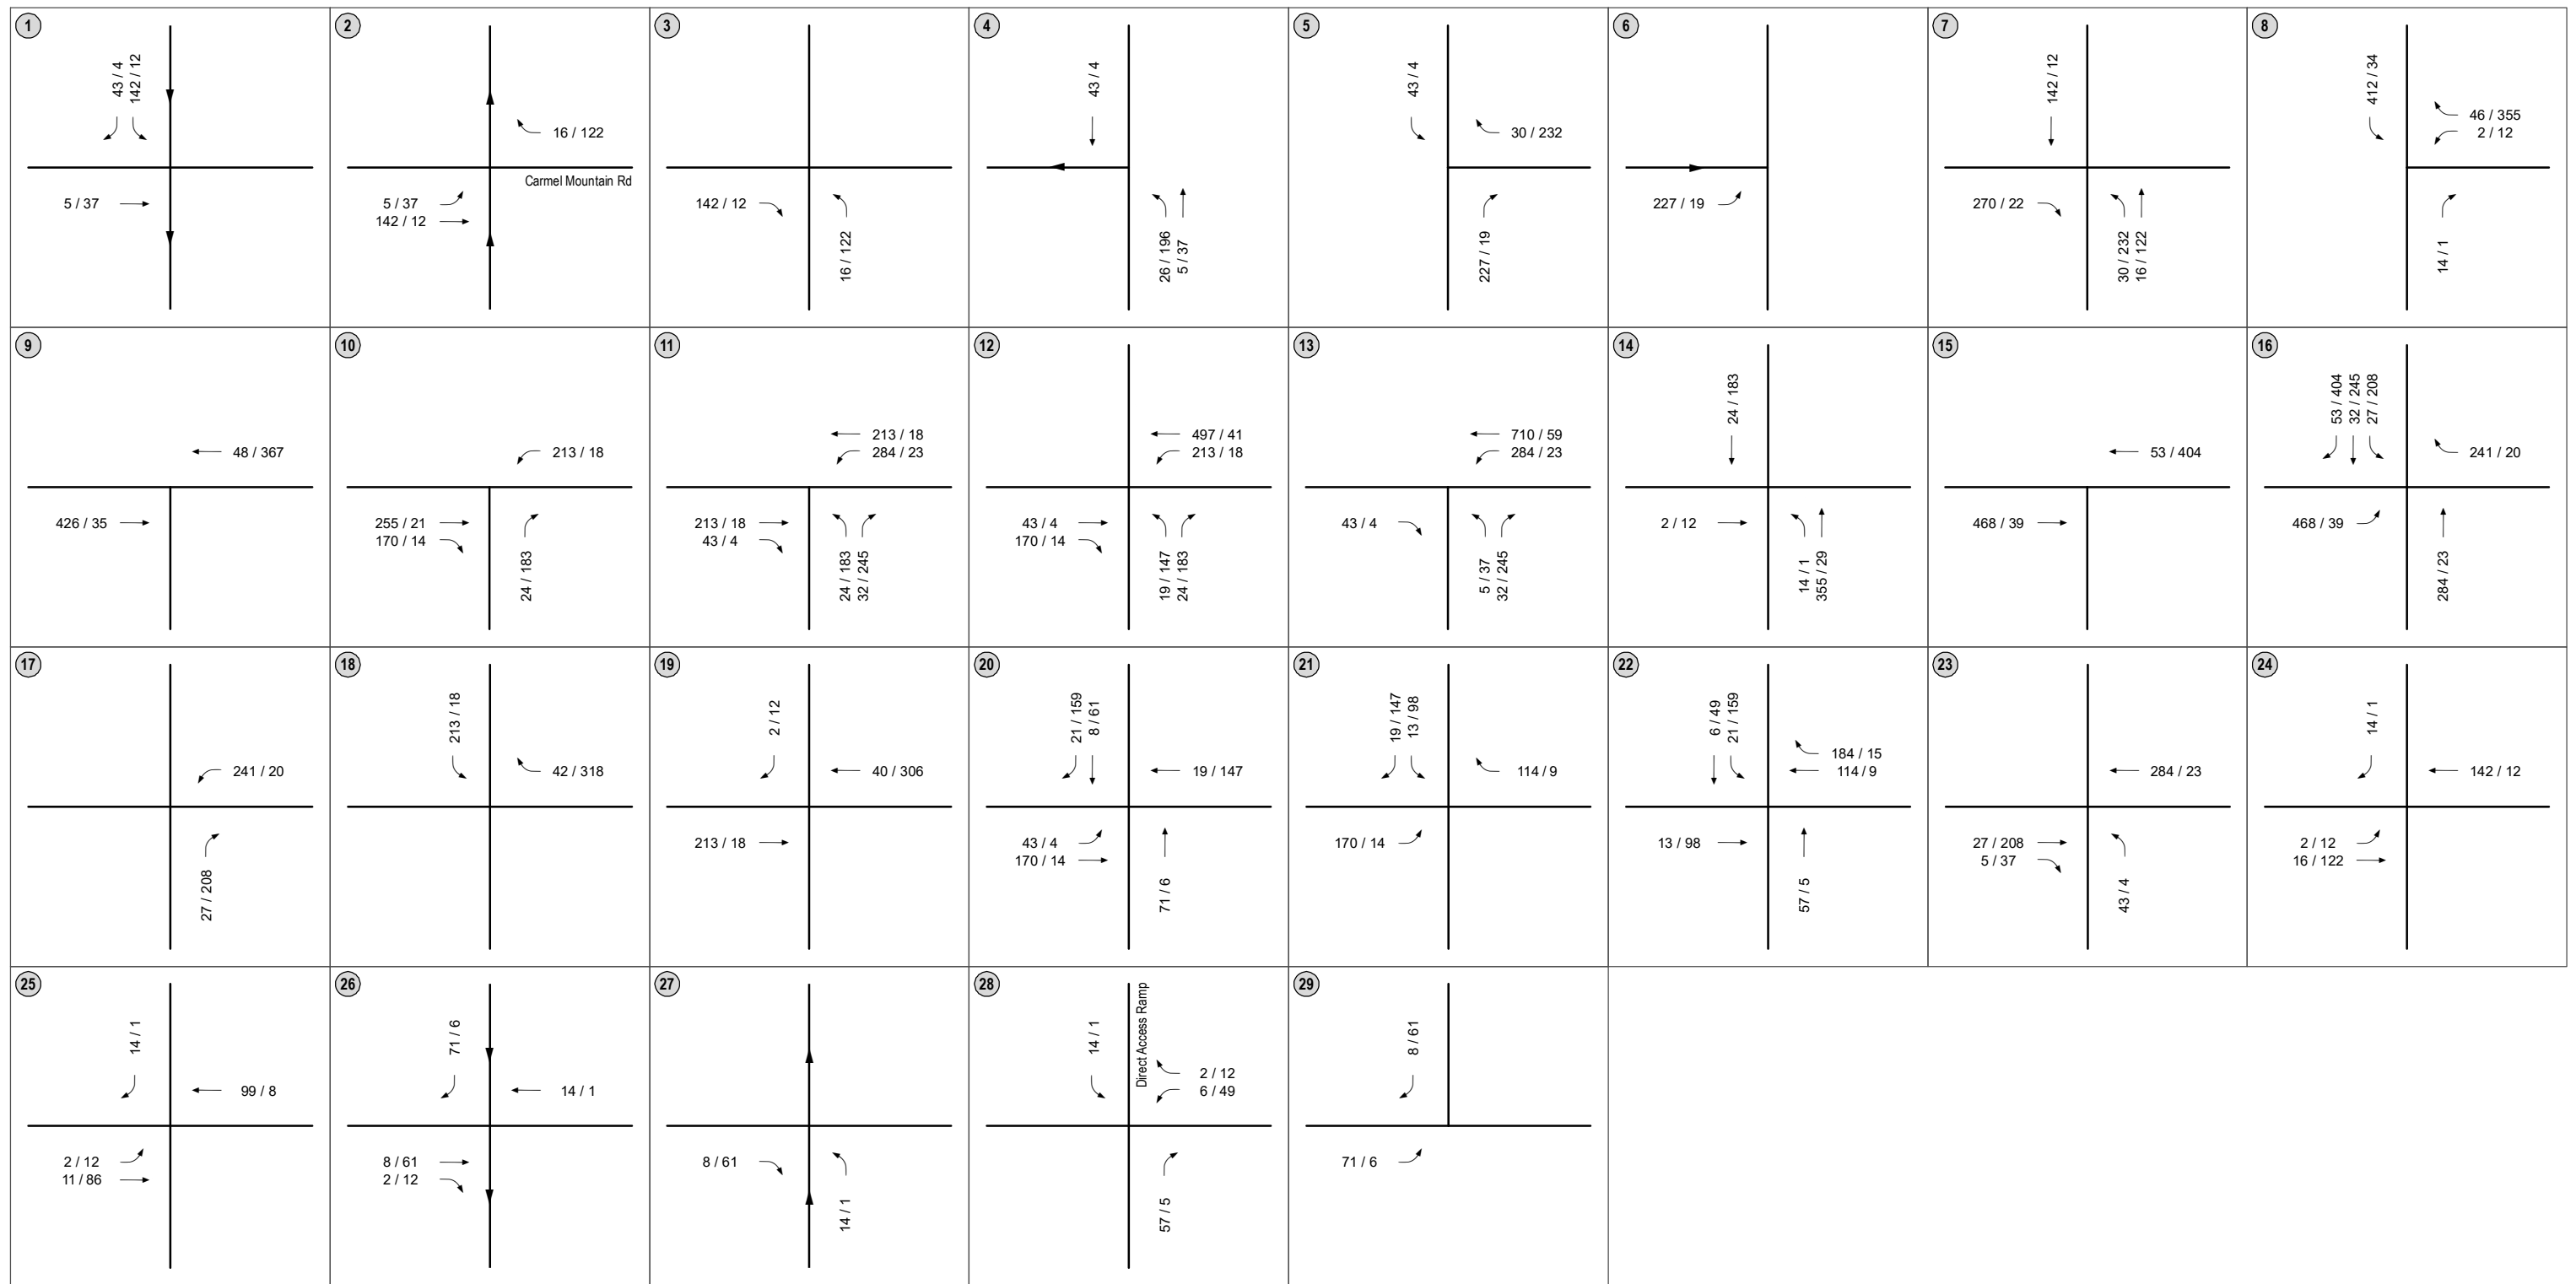 1
43 / 4
142 / 12
5 / 37
2
16 / 122
Carmel Mountain Rd
5 / 37
142 / 12
3
142 / 12
16 / 122
4
43 / 4
26 / 196
5 / 37
5
43 / 4
30 / 232
227 / 19
6
227 / 19
7
142 / 12
270 / 22
30 / 232
16 / 122
8
412 / 34
46 / 355
2 / 12
14 / 1
9
48 / 367
426 / 35
10
213 / 18
255 / 21
170 / 14
24 / 183
11
213 / 18
284 / 23
213 / 18
43 / 4
24 / 183
32 / 245
12
497 / 41
213 / 18
43 / 4
170 / 14
19 / 147
24 / 183
13
710 / 59
284 / 23
43 / 4
5 / 37
32 / 245
14
24 / 183
2 / 12
14 / 1
355 / 29
15
53 / 404
468 / 39
16
53 / 404
32 / 245
27 / 208
241 / 20
468 / 39
284 / 23
17
241 / 20
27 / 208
18
213 / 18
42 / 318
19
2 / 12
40 / 306
213 / 18
20
21 / 159
8 / 61
19 / 147
43 / 4
170 / 14
71 / 6
21
19 / 147
13 / 98
114 / 9
170 / 14
22
6 / 49
21 / 159
184 / 15
114 / 9
13 / 98
57 / 5
23
284 / 23
27 / 208
5 / 37
43 / 4
24
14 / 1
142 / 12
2 / 12
16 / 122
25
14 / 1
99 / 8
2 / 12
11 / 86
26
71 / 6
14 / 1
8 / 61
2 / 12
27
8 / 61
14 / 1
28
14 / 1
Direct Access Ramp
2 / 12
6 / 49
57 / 5
29
8 / 61
71 / 6